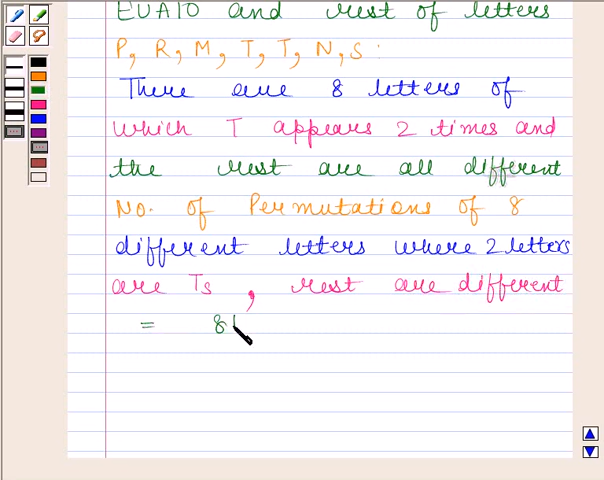 EUAIO and rest of letters
P, R, M, T, T, N, S :
There are 8 letters of
which T appears 2 times and
the rest are all different
No. of Permutations of 8
different letters where 2 letters
are Ts , rest are different
= 8!